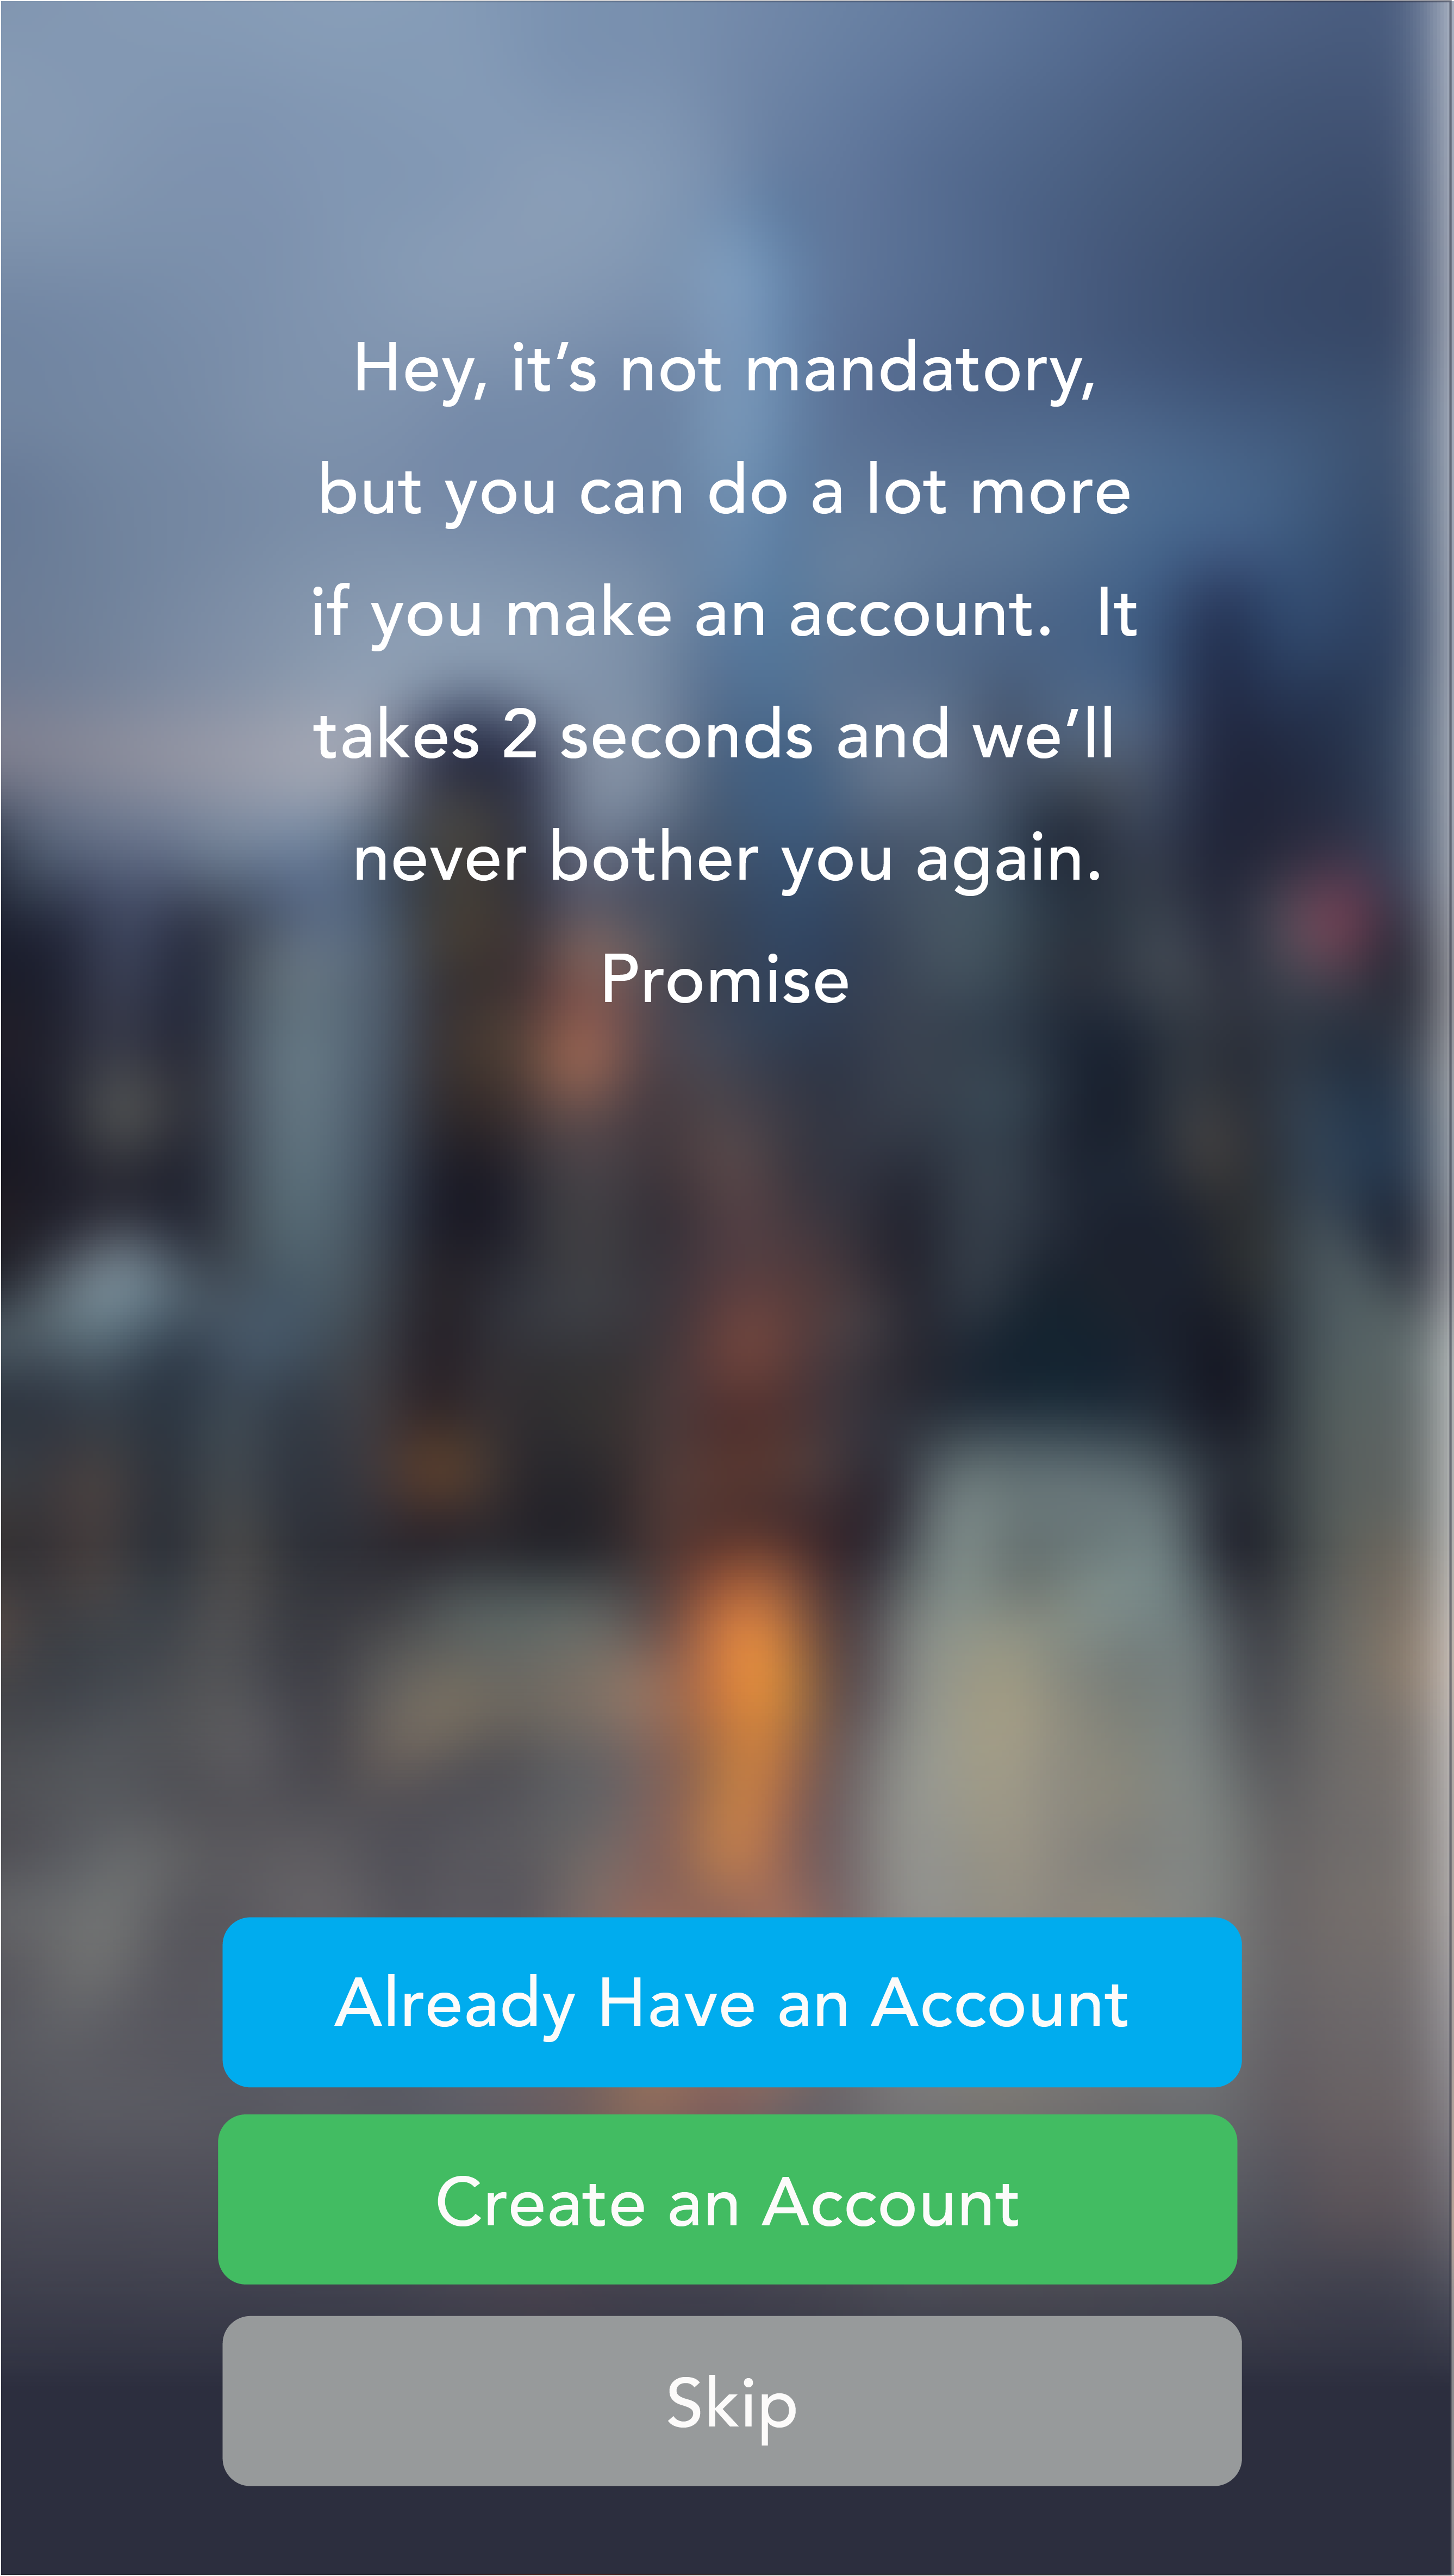 Hey, it’s not mandatory,
but you can do a lot more
if you make an account.  It
takes 2 seconds and we’ll
never bother you again.
Promise
Already Have an Account
Create an Account
Skip